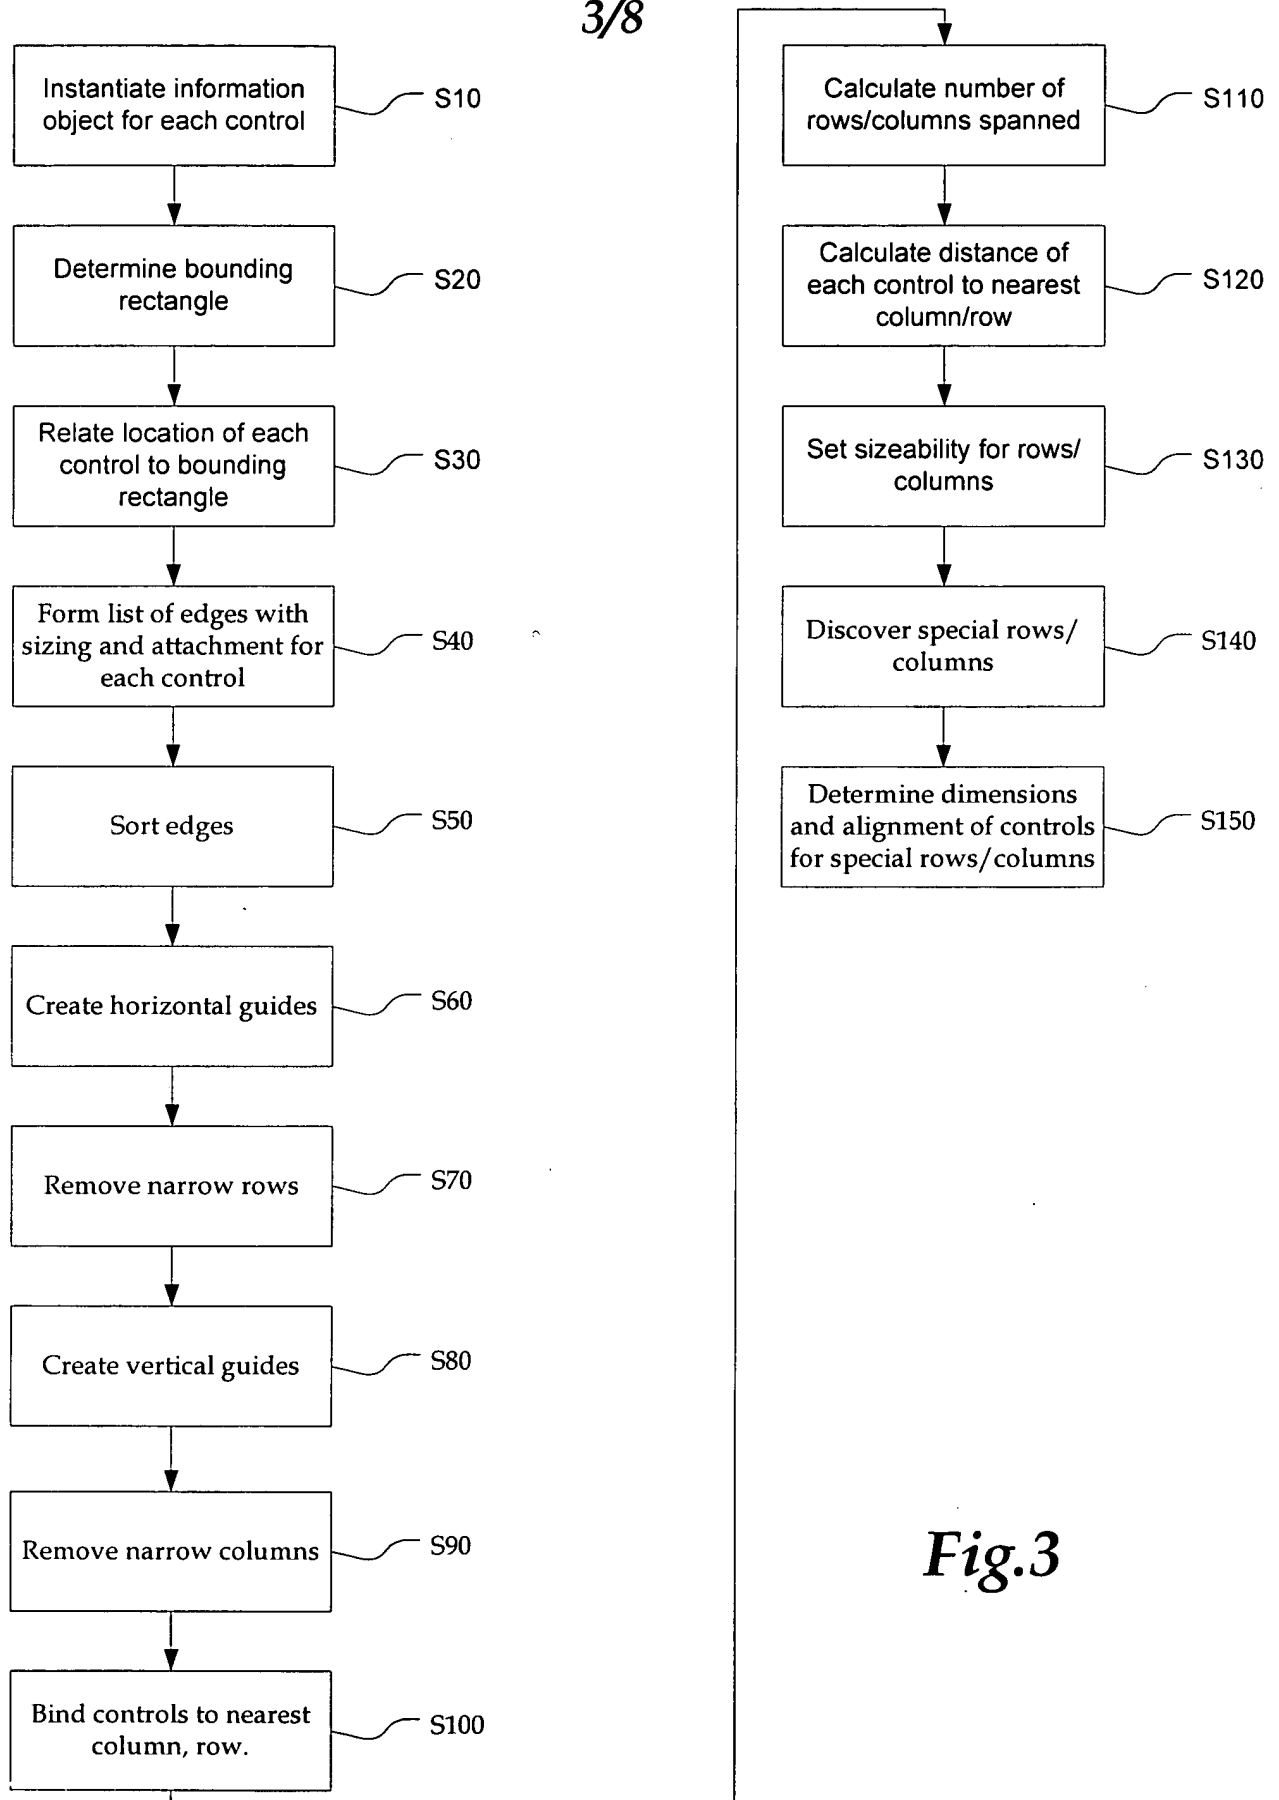 3/8
Instantiate information
object for each control
S10
Determine bounding
rectangle
S20
Relate location of each
control to bounding
rectangle
S30
Form list of edges with
sizing and attachment for
each control
S40
Sort edges
S50
Create horizontal guides
S60
Remove narrow rows
S70
Create vertical guides
S80
Remove narrow columns
S90
Bind controls to nearest
column, row.
S100
Calculate number of
rows/columns spanned
S110
Calculate distance of
each control to nearest
column/row
S120
Set sizeability for rows/
columns
S130
Discover special rows/
columns
S140
Determine dimensions
and alignment of controls
for special rows/columns
S150
Fig.3